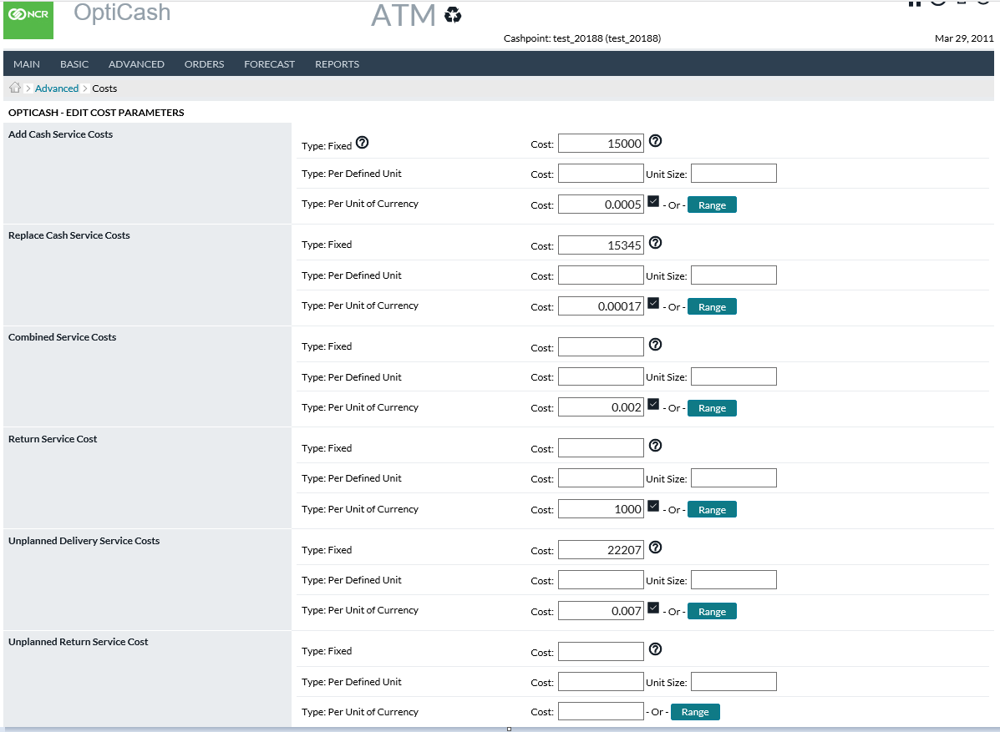 NCR OptiCash ATM
Cashpoint: test_20188 (test_20188) Mar 29, 2011
MAIN BASIC ADVANCED ORDERS FORECAST REPORTS
> Advanced > Costs
OPTICASH - EDIT COST PARAMETERS
Add Cash Service Costs
Type: Fixed ? Cost: 15000 ?
Type: Per Defined Unit Cost: Unit Size:
Type: Per Unit of Currency Cost: 0.0005 - Or - Range
Replace Cash Service Costs
Type: Fixed Cost: 15345 ?
Type: Per Defined Unit Cost: Unit Size:
Type: Per Unit of Currency Cost: 0.00017 - Or - Range
Combined Service Costs
Type: Fixed Cost: ?
Type: Per Defined Unit Cost: Unit Size:
Type: Per Unit of Currency Cost: 0.002 - Or - Range
Return Service Cost
Type: Fixed Cost: ?
Type: Per Defined Unit Cost: Unit Size:
Type: Per Unit of Currency Cost: 1000 - Or - Range
Unplanned Delivery Service Costs
Type: Fixed Cost: 22207 ?
Type: Per Defined Unit Cost: Unit Size:
Type: Per Unit of Currency Cost: 0.007 - Or - Range
Unplanned Return Service Cost
Type: Fixed Cost: ?
Type: Per Defined Unit Cost: Unit Size:
Type: Per Unit of Currency Cost: - Or - Range